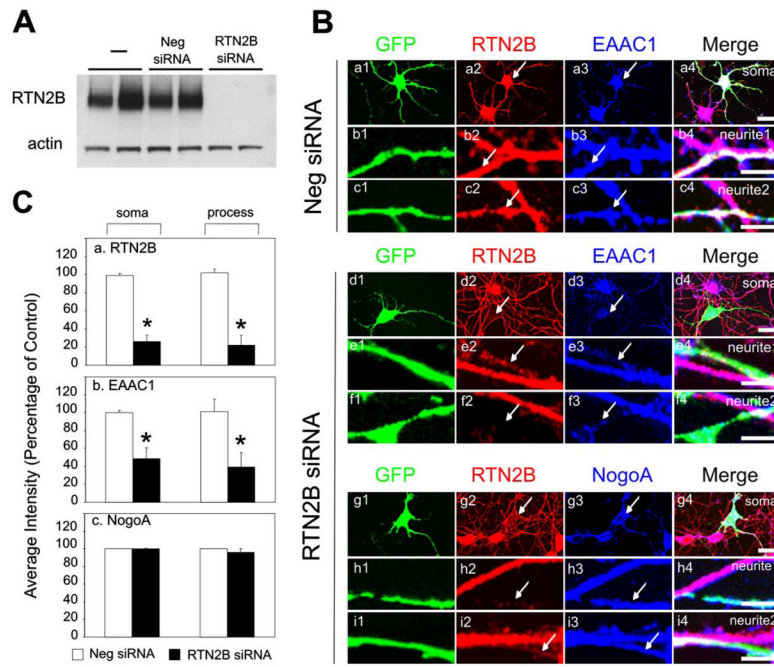 A
— Neg siRNA RTN2B siRNA
RTN2B
actin
B
GFP RTN2B EAAC1 Merge
Neg siRNA
a1 a2 a3 a4 soma
b1 b2 b3 b4 neurite1
c1 c2 c3 c4 neurite2
GFP RTN2B EAAC1 Merge
RTN2B siRNA
d1 d2 d3 d4 soma
e1 e2 e3 e4 neurite1
f1 f2 f3 f4 neurite2
GFP RTN2B NogoA Merge
g1 g2 g3 g4 soma
h1 h2 h3 h4 neurite1
i1 i2 i3 i4 neurite2
C
soma process
Average Intensity (Percentage of Control)
a. RTN2B
120
100
80
60
40
20
0
* *
b. EAAC1
120
100
80
60
40
20
0
* *
c. NogoA
120
100
80
60
40
20
0
Neg siRNA RTN2B siRNA